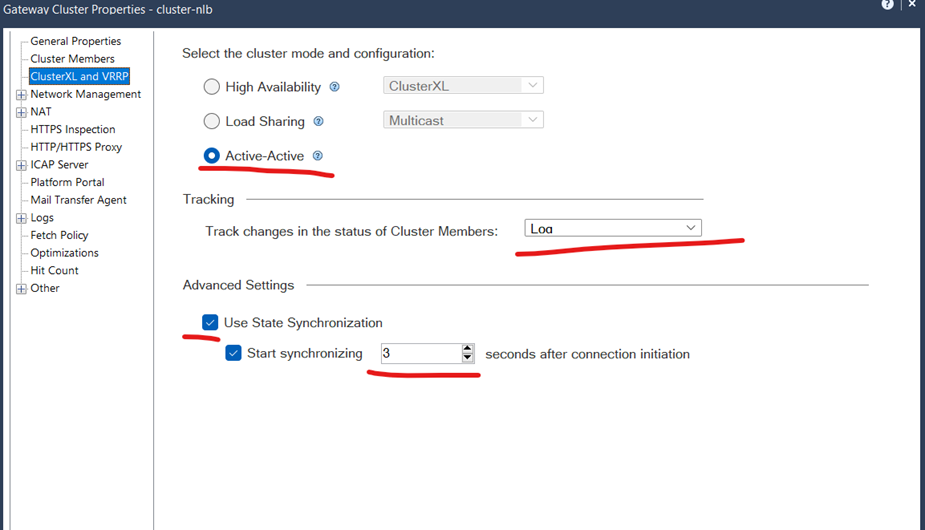 Gateway Cluster Properties - cluster-nlb
General Properties
Cluster Members
ClusterXL and VRRP
Network Management
NAT
HTTPS Inspection
HTTP/HTTPS Proxy
ICAP Server
Platform Portal
Mail Transfer Agent
Logs
Fetch Policy
Optimizations
Hit Count
Other
Select the cluster mode and configuration:
High Availability ? ClusterXL
Load Sharing ? Multicast
Active-Active ?
Tracking
Track changes in the status of Cluster Members: Log
Advanced Settings
Use State Synchronization
Start synchronizing 3 seconds after connection initiation